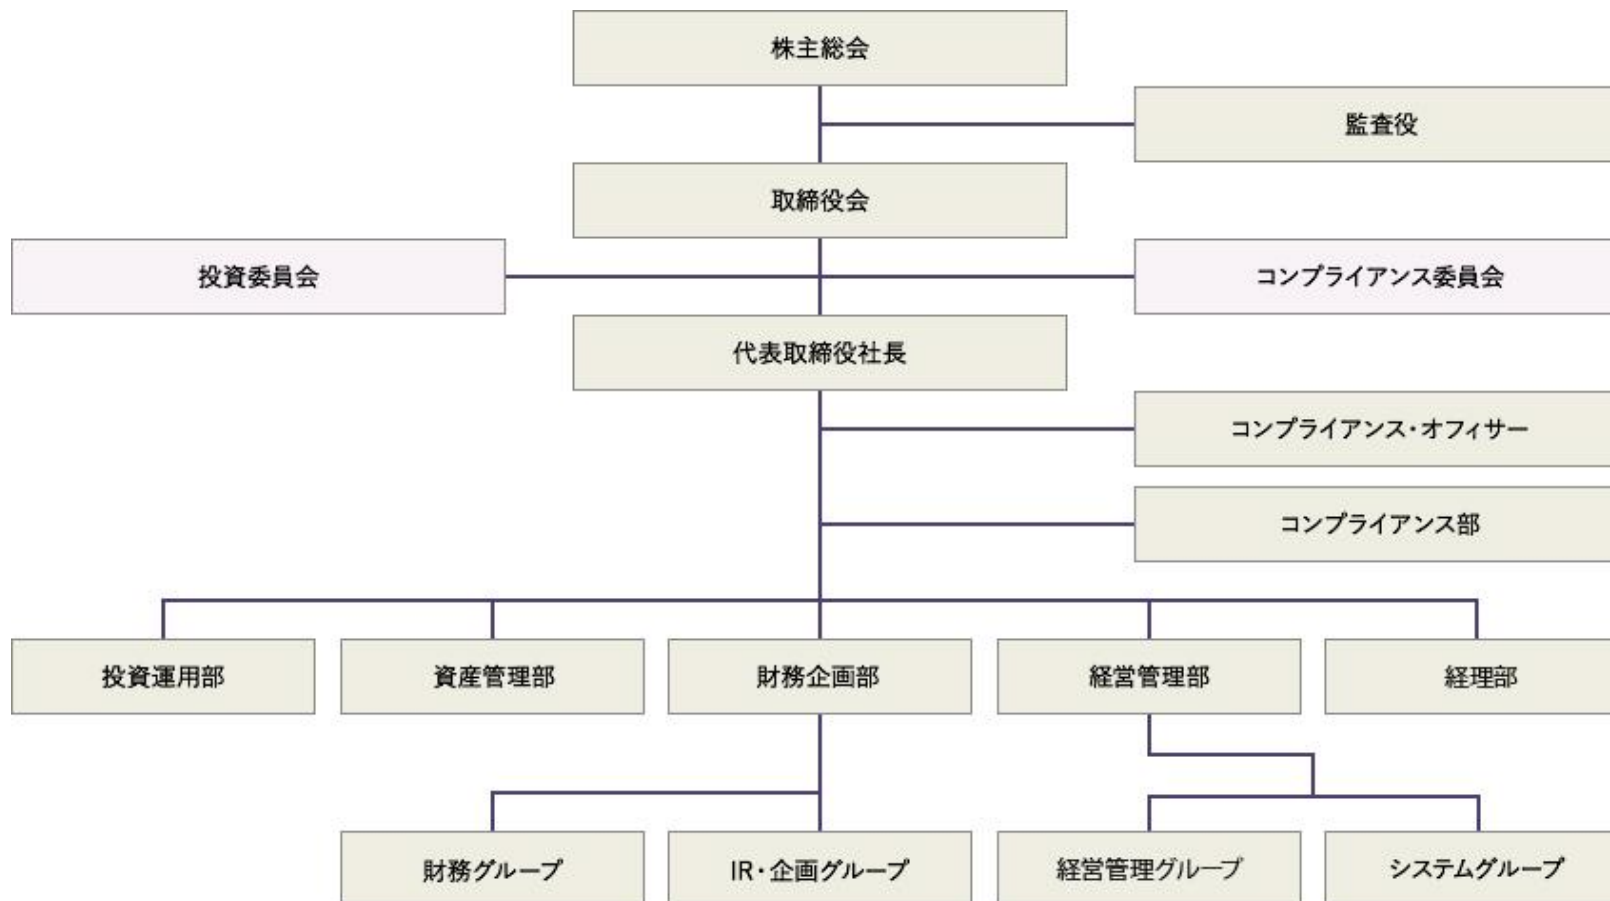 株主総会
監査役
取締役会
投資委員会
コンプライアンス委員会
代表取締役社長
コンプライアンス・オフィサー
コンプライアンス部
投資運用部
資産管理部
財務企画部
経営管理部
経理部
財務グループ
IR・企画グループ
経営管理グループ
システムグループ